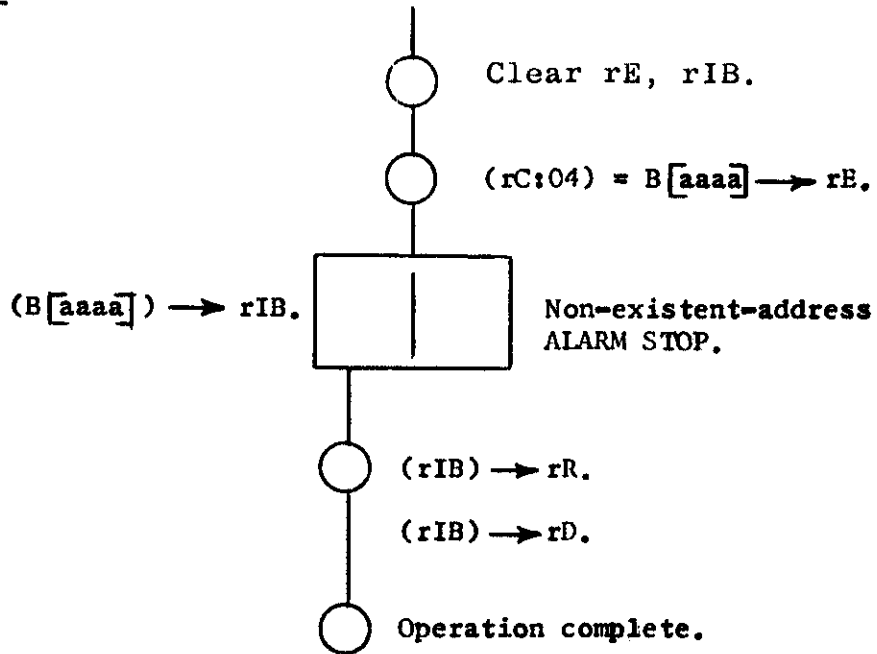 Clear rE, rIB.
(rC:04) = B[aaaa] → rE.
(B[aaaa]) → rIB.
Non-existent-address
ALARM STOP.
(rIB) → rR.
(rIB) → rD.
Operation complete.